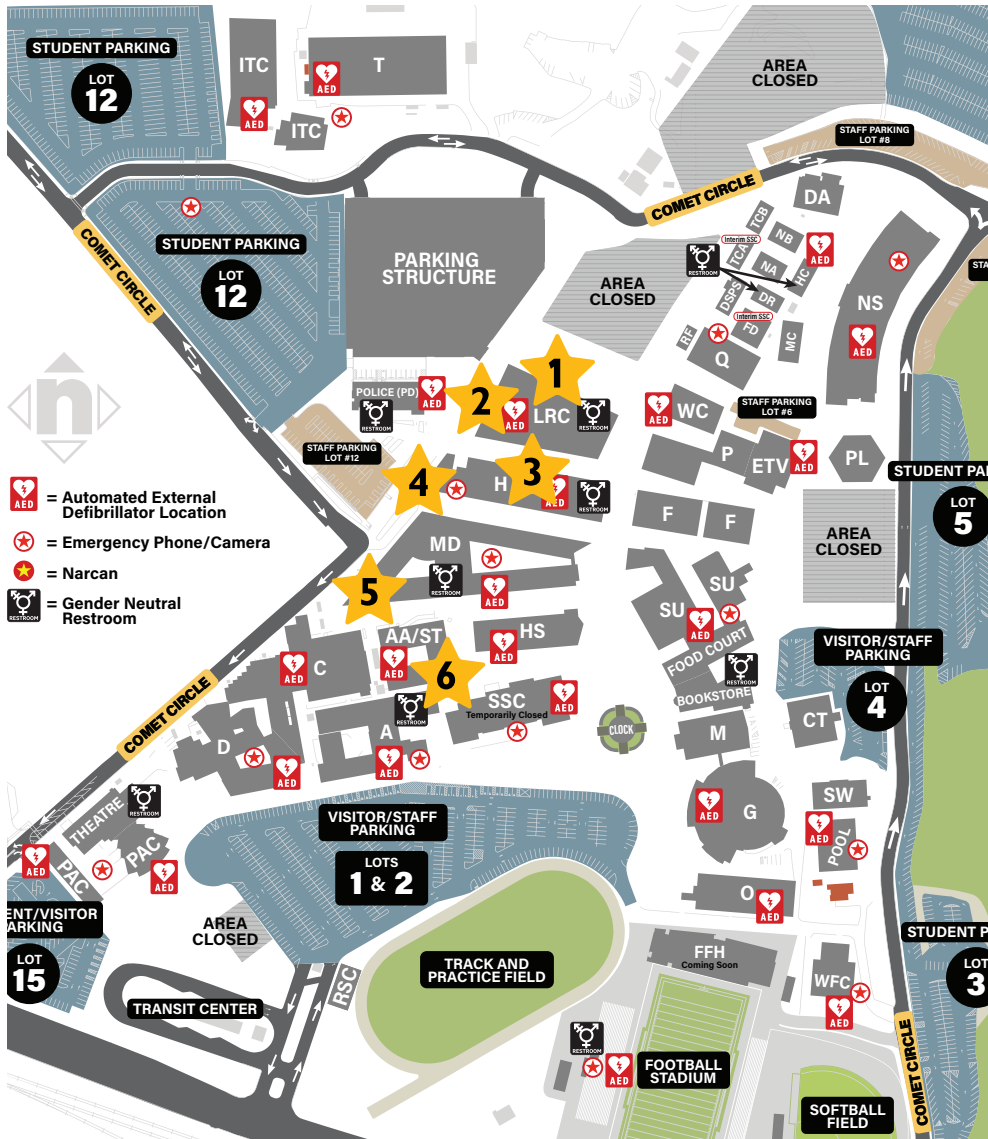 STUDENT PARKING
LOT
12
ITC
T
AED
AED
ITC
AREA
CLOSED
STAFF PARKING
LOT #8
COMET CIRCLE
DA
TCB
NB
Interim SSC
TCA
NA
HC
AED
RESTROOM
DSPS
DR
Interim SSC
FD
RF
Q
MC
NS
AED
STUDENT PARKING
LOT
12
COMET CIRCLE
PARKING
STRUCTURE
AREA
CLOSED
n
POLICE (PD)
AED
RESTROOM
1
2
AED
LRC
RESTROOM
AED
WC
STAFF PARKING
LOT #6
STAFF PARKING
LOT #12
4
3
H
AED
RESTROOM
P
ETV
AED
PL
STUDENT PA
LOT
5
F
F
AREA
CLOSED
AED
= Automated External
Defibrillator Location
= Emergency Phone/Camera
= Narcan
RESTROOM
= Gender Neutral
Restroom
MD
5
RESTROOM
AED
SU
SU
AED
FOOD COURT
RESTROOM
BOOKSTORE
VISITOR/STAFF
PARKING
LOT
4
AA/ST
AED
HS
AED
C
AED
6
RESTROOM
SSC
Temporarily Closed
AED
CLOCK
M
CT
COMET CIRCLE
D
AED
A
AED
THEATRE
RESTROOM
PAC
PAC
AED
AED
VISITOR/STAFF
PARKING
LOTS
1 & 2
AED
G
SW
AED
POOL
ENT/VISITOR
ARKING
LOT
15
AREA
CLOSED
O
AED
TRANSIT CENTER
RSC
TRACK AND
PRACTICE FIELD
FFH
Coming Soon
WFC
AED
STUDENT P
LOT
3
RESTROOM
AED
FOOTBALL
STADIUM
SOFTBALL
FIELD
COMET CIRCLE